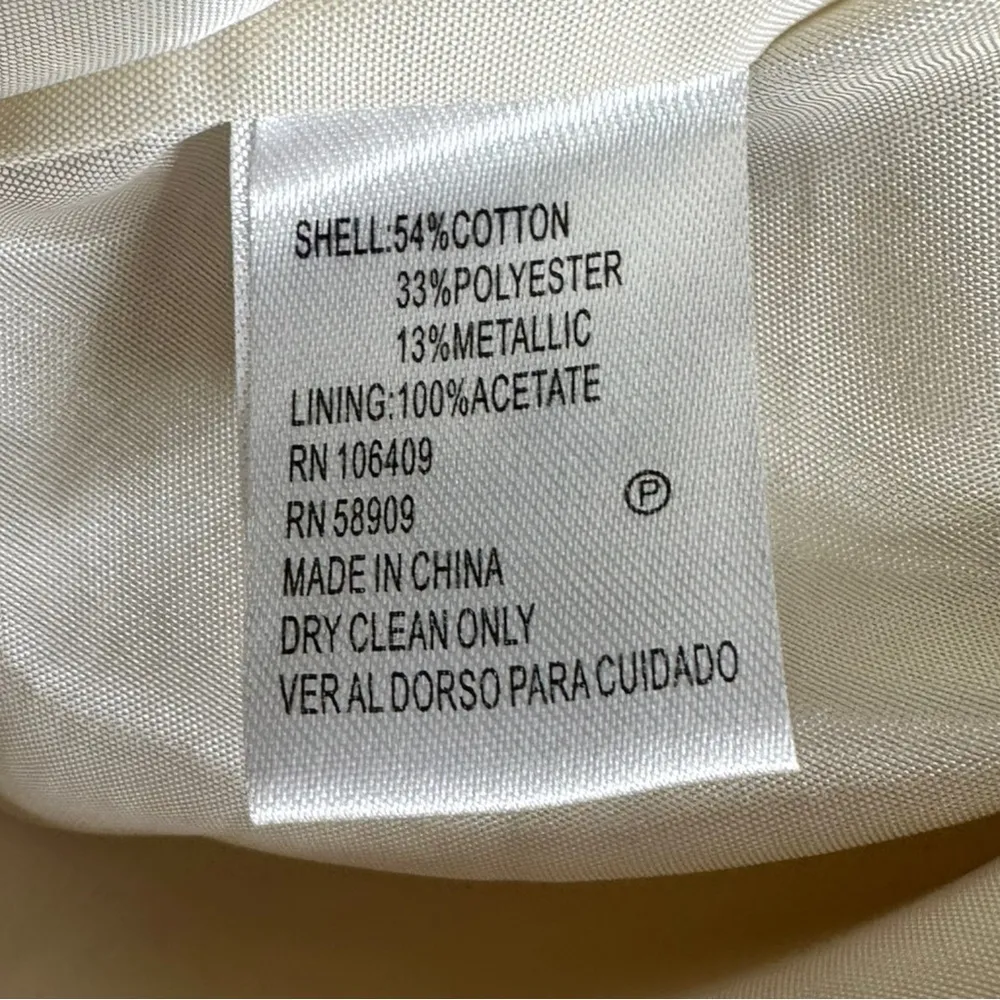 SHELL:54%COTTON
33%POLYESTER
13%METALLIC
LINING:100%ACETATE
RN 106409
RN 58909
P
MADE IN CHINA
DRY CLEAN ONLY
VER AL DORSO PARA CUIDADO